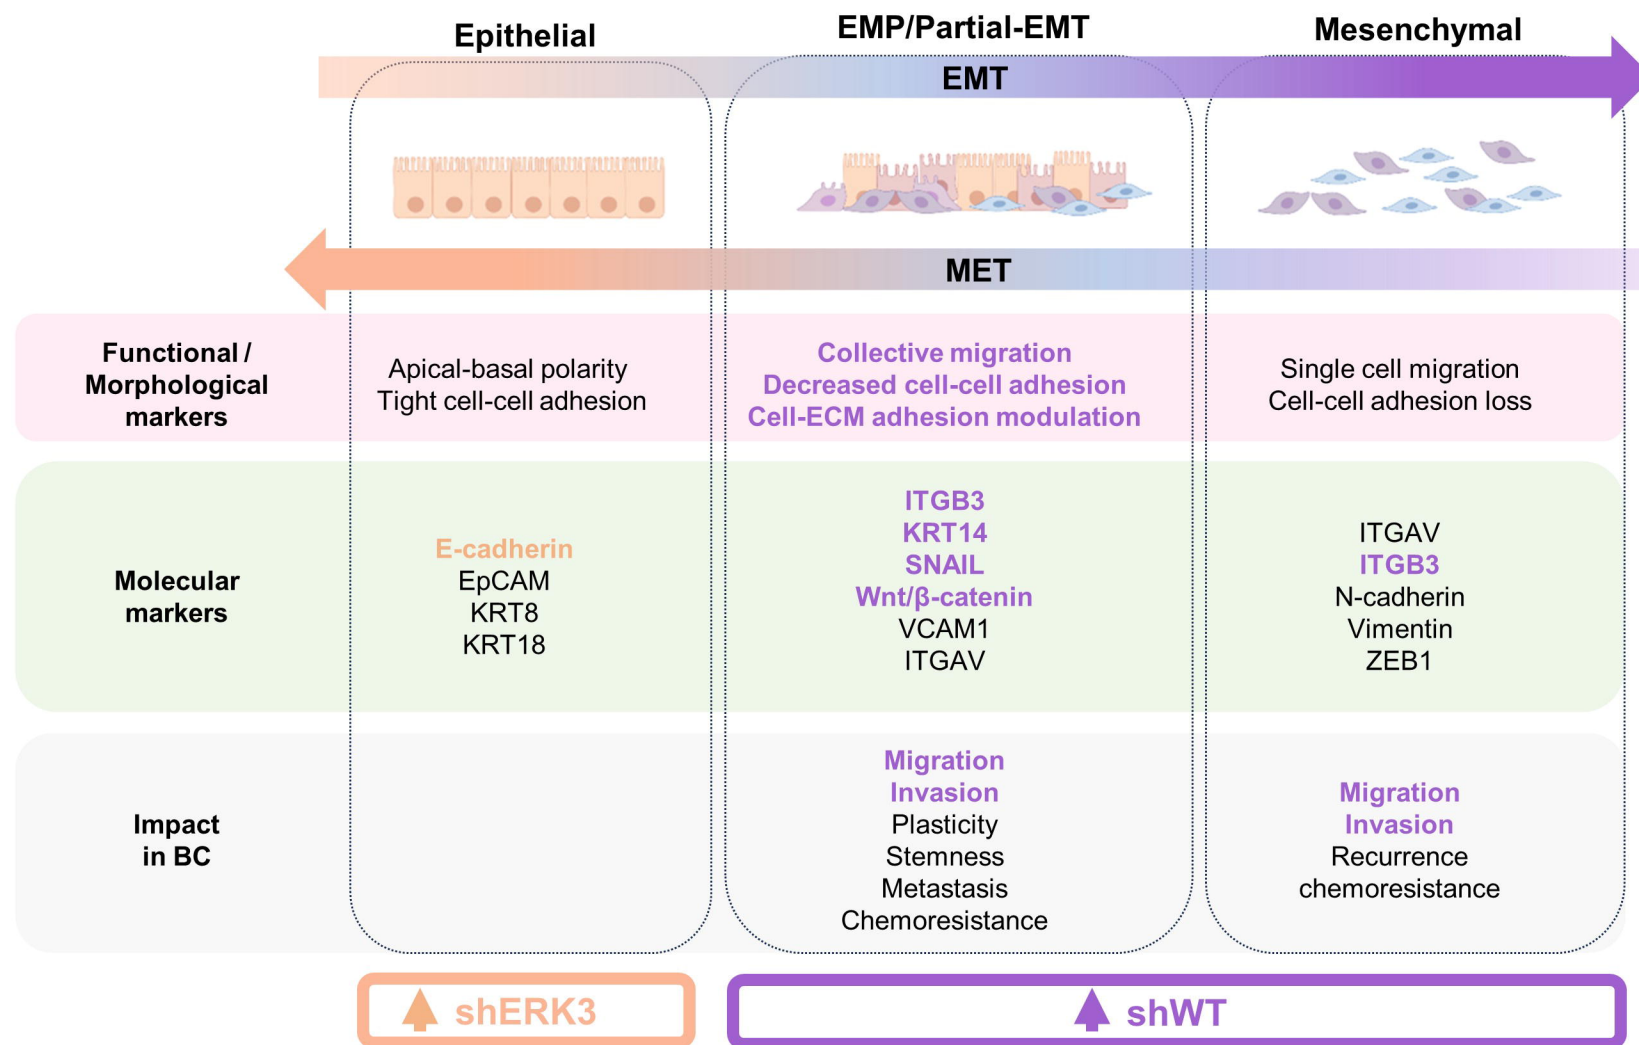 Epithelial
EMP/Partial-EMT
Mesenchymal
EMT
MET
Functional /
Morphological
markers
Apical-basal polarity
Tight cell-cell adhesion
Collective migration
Decreased cell-cell adhesion
Cell-ECM adhesion modulation
Single cell migration
Cell-cell adhesion loss
Molecular
markers
E-cadherin
EpCAM
KRT8
KRT18
ITGB3
KRT14
SNAIL
Wnt/β-catenin
VCAM1
ITGAV
ITGAV
ITGB3
N-cadherin
Vimentin
ZEB1
Impact
in BC
Migration
Invasion
Plasticity
Stemness
Metastasis
Chemoresistance
Migration
Invasion
Recurrence
chemoresistance
shERK3
shWT